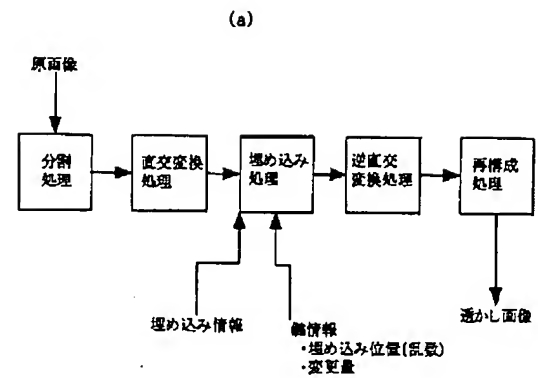 (a)
原画像
分割
処理
直交変換
処理
埋め込み
処理
逆直交
変換処理
再構成
処理
埋め込み情報
鍵情報
・埋め込み位置(乱数)
・変更量
透かし画像